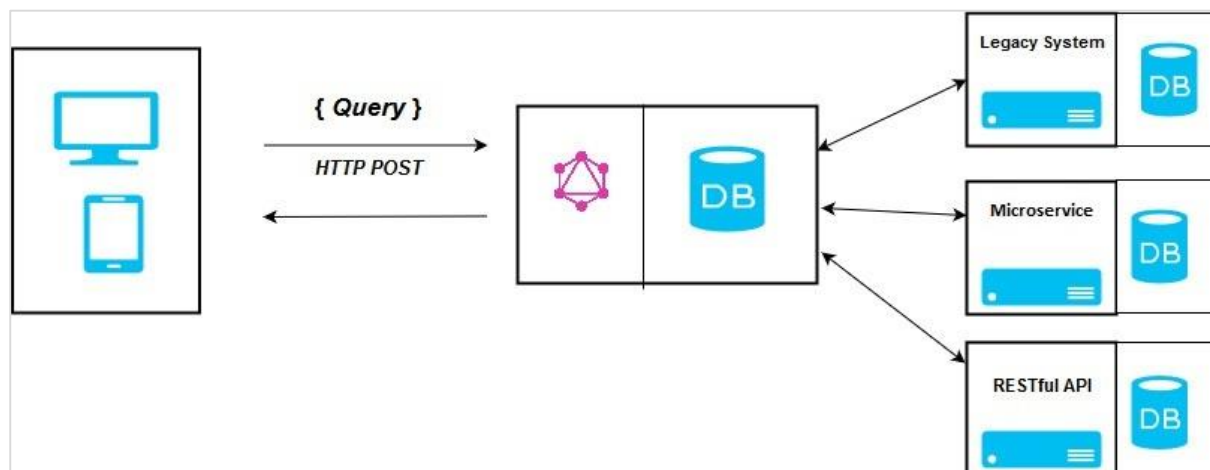 { Query }
HTTP POST
DB
Legacy System
DB
Microservice
DB
RESTful API
DB